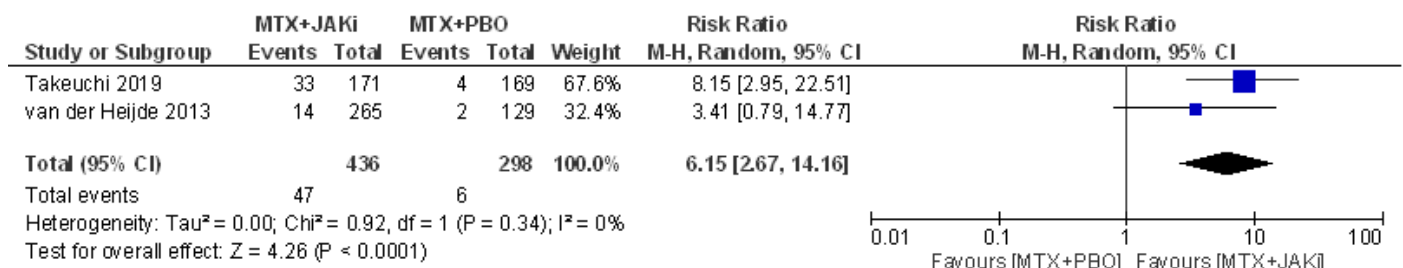 MTX+JAKi MTX+PBO Risk Ratio Risk Ratio
Study or Subgroup Events Total Events Total Weight M-H, Random, 95% CI M-H, Random, 95% CI
Takeuchi 2019 33 171 4 169 67.6% 8.15 [2.95, 22.51]
van der Heijde 2013 14 265 2 129 32.4% 3.41 [0.79, 14.77]
Total (95% CI) 436 298 100.0% 6.15 [2.67, 14.16]
Total events 47 6
Heterogeneity: Tau² = 0.00; Chi² = 0.92, df = 1 (P = 0.34); I² = 0%
Test for overall effect: Z = 4.26 (P < 0.0001)
0.01 0.1 1 10 100
Favours [MTX+PBO] Favours [MTX+JAKi]